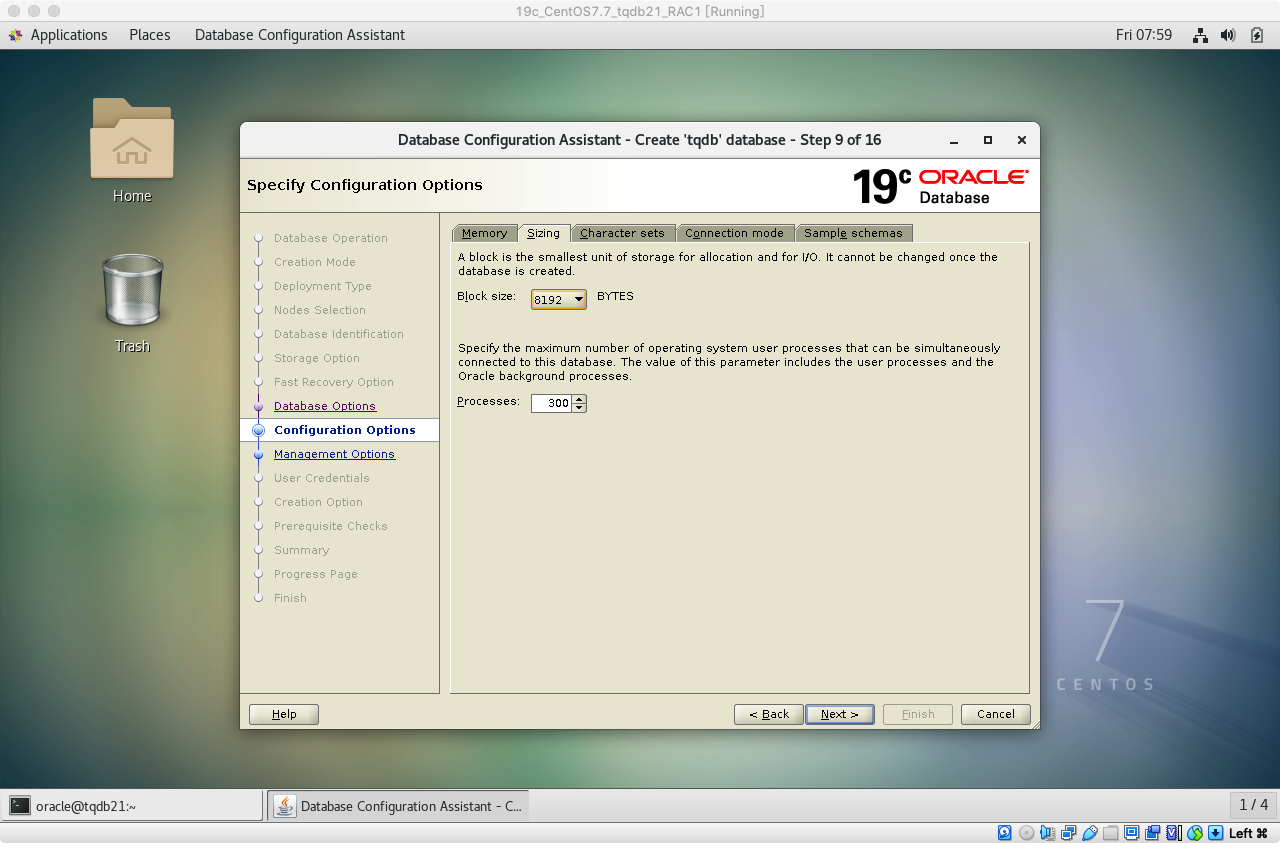 19c_CentOS7.7_tqdb21_RAC1 [Running]
Applications Places Database Configuration Assistant Fri 07:59
Home
Trash
Database Configuration Assistant - Create 'tqdb' database - Step 9 of 16
Specify Configuration Options
19c ORACLE
Database
Database Operation
Creation Mode
Deployment Type
Nodes Selection
Database Identification
Storage Option
Fast Recovery Option
Database Options
Configuration Options
Management Options
User Credentials
Creation Option
Prerequisite Checks
Summary
Progress Page
Finish
Memory Sizing Character sets Connection mode Sample schemas
A block is the smallest unit of storage for allocation and for I/O. It cannot be changed once the
database is created.
Block size: 8192 BYTES
Specify the maximum number of operating system user processes that can be simultaneously
connected to this database. The value of this parameter includes the user processes and the
Oracle background processes.
Processes: 300
Help < Back Next > Finish Cancel
7
CENTOS
oracle@tqdb21:~ Database Configuration Assistant - C... 1 / 4
Left ⌘